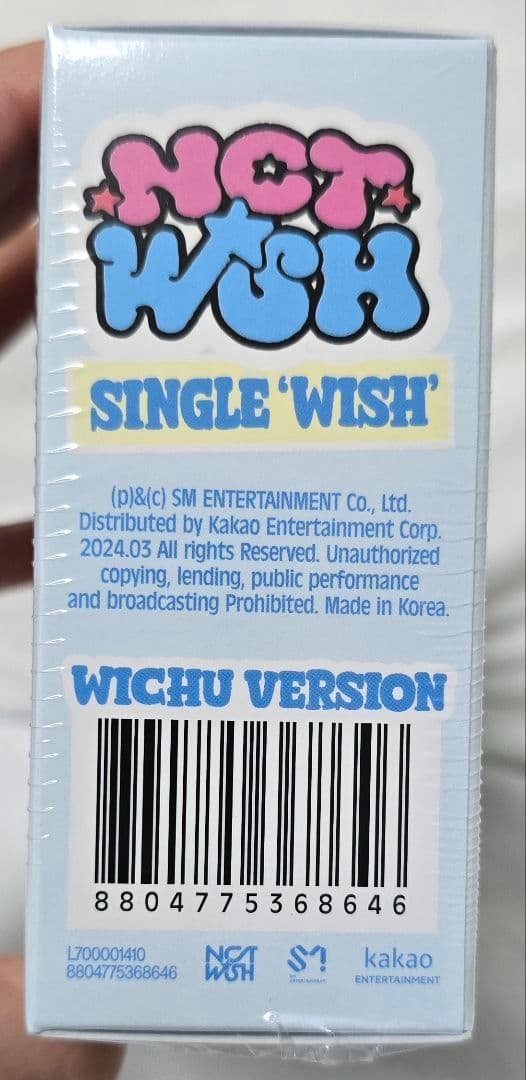 NCT
WISH
SINGLE ‘WISH’
(p)&(c) SM ENTERTAINMENT Co., Ltd.
Distributed by Kakao Entertainment Corp.
2024.03 All rights Reserved. Unauthorized
copying, lending, public performance
and broadcasting Prohibited. Made in Korea.
WICHU VERSION
8804775368646
L700001410
8804775368646
NCT
WISH
SM
ENTERTAINMENT
kakao
ENTERTAINMENT